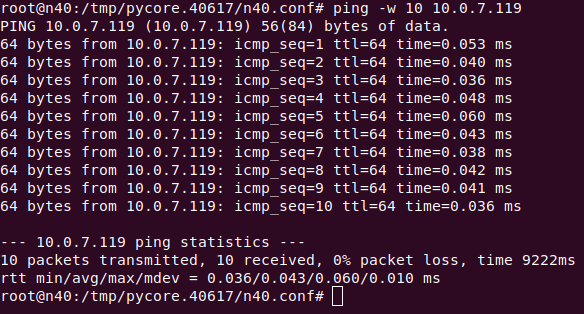 root@n40:/tmp/pycore.40617/n40.conf# ping -w 10 10.0.7.119
PING 10.0.7.119 (10.0.7.119) 56(84) bytes of data.
64 bytes from 10.0.7.119: icmp_seq=1 ttl=64 time=0.053 ms
64 bytes from 10.0.7.119: icmp_seq=2 ttl=64 time=0.040 ms
64 bytes from 10.0.7.119: icmp_seq=3 ttl=64 time=0.036 ms
64 bytes from 10.0.7.119: icmp_seq=4 ttl=64 time=0.048 ms
64 bytes from 10.0.7.119: icmp_seq=5 ttl=64 time=0.060 ms
64 bytes from 10.0.7.119: icmp_seq=6 ttl=64 time=0.043 ms
64 bytes from 10.0.7.119: icmp_seq=7 ttl=64 time=0.038 ms
64 bytes from 10.0.7.119: icmp_seq=8 ttl=64 time=0.042 ms
64 bytes from 10.0.7.119: icmp_seq=9 ttl=64 time=0.041 ms
64 bytes from 10.0.7.119: icmp_seq=10 ttl=64 time=0.036 ms

--- 10.0.7.119 ping statistics ---
10 packets transmitted, 10 received, 0% packet loss, time 9222ms
rtt min/avg/max/mdev = 0.036/0.043/0.060/0.010 ms
root@n40:/tmp/pycore.40617/n40.conf#